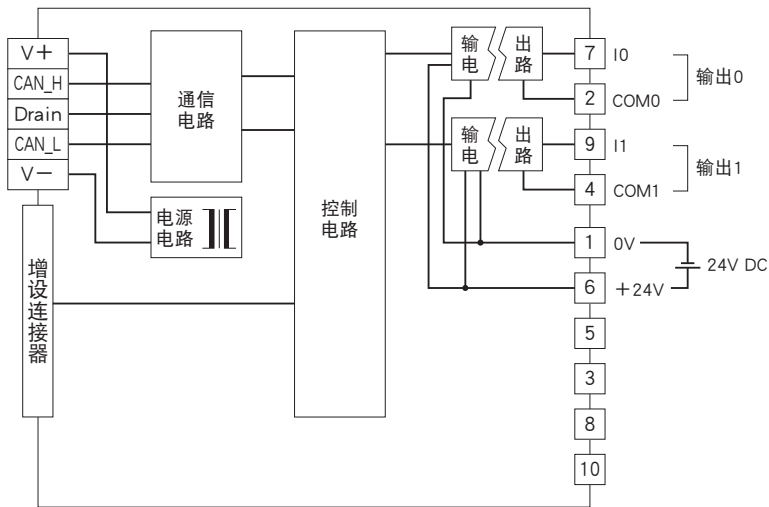 V+
CAN_H
Drain
CAN_L
V−
增设连接器
通信
电路
电源
电路
控制
电路
输出
电路
7 I0
2 COM0
输出0
输出
电路
9 I1
4 COM1
输出1
1 0V
6 +24V
24V DC
5
3
8
10